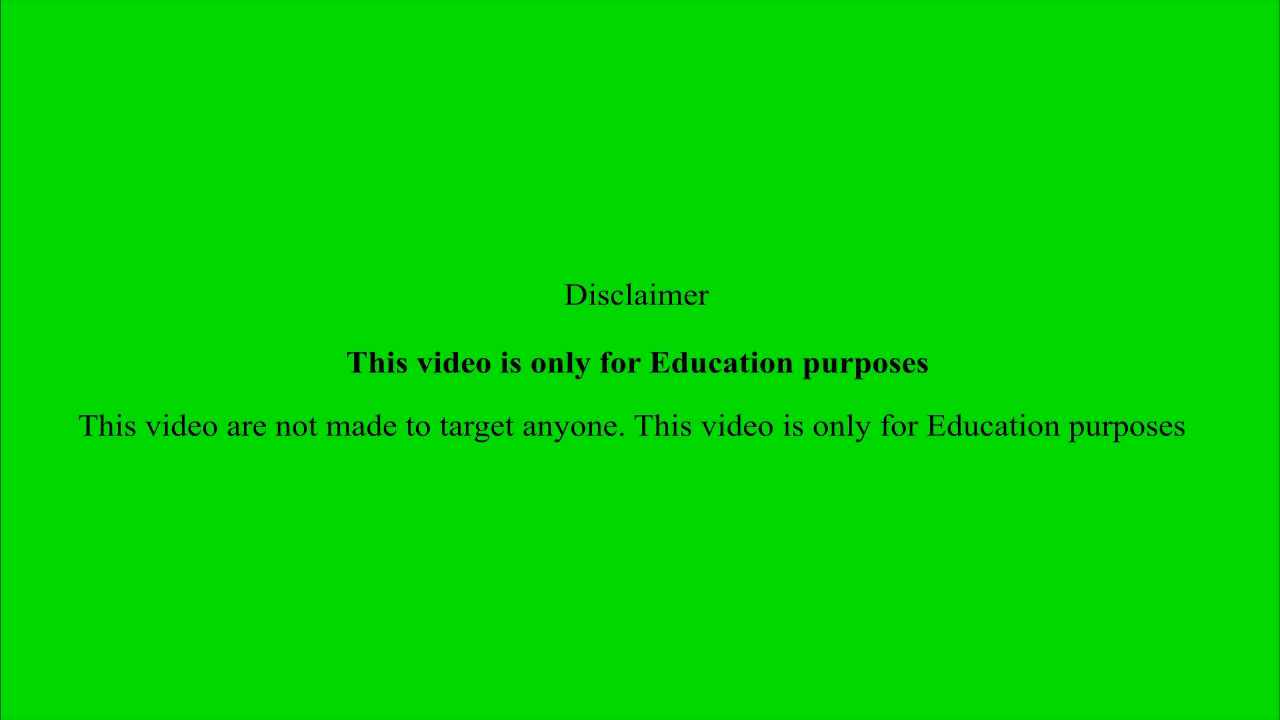 Disclaimer
This video is only for Education purposes
This video are not made to target anyone. This video is only for Education purposes